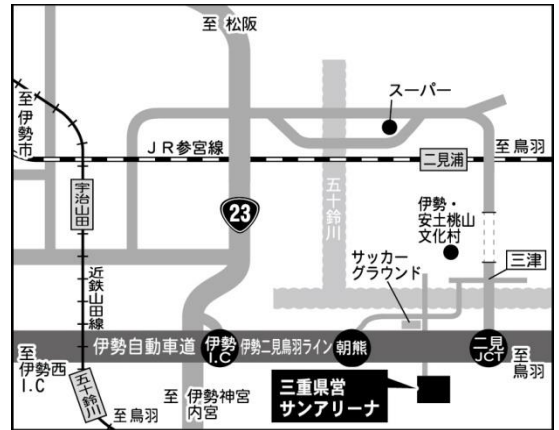 至 松阪
スーパー
至
伊
勢
市
JR参宮線
二見浦
至鳥羽
宇
治
山
田
23
五
十
鈴
川
伊勢・
安土桃山
文化村
三津
サッカー
グラウンド
近
鉄
山
田
線
伊勢自動車道
伊勢
I.C
伊勢二見鳥羽ライン
朝熊
二見
JCT
至
伊勢西
I.C
至
鳥羽
五
十
鈴
川
至鳥羽
至 伊勢神宮
内宮
三重県営
サンアリーナ